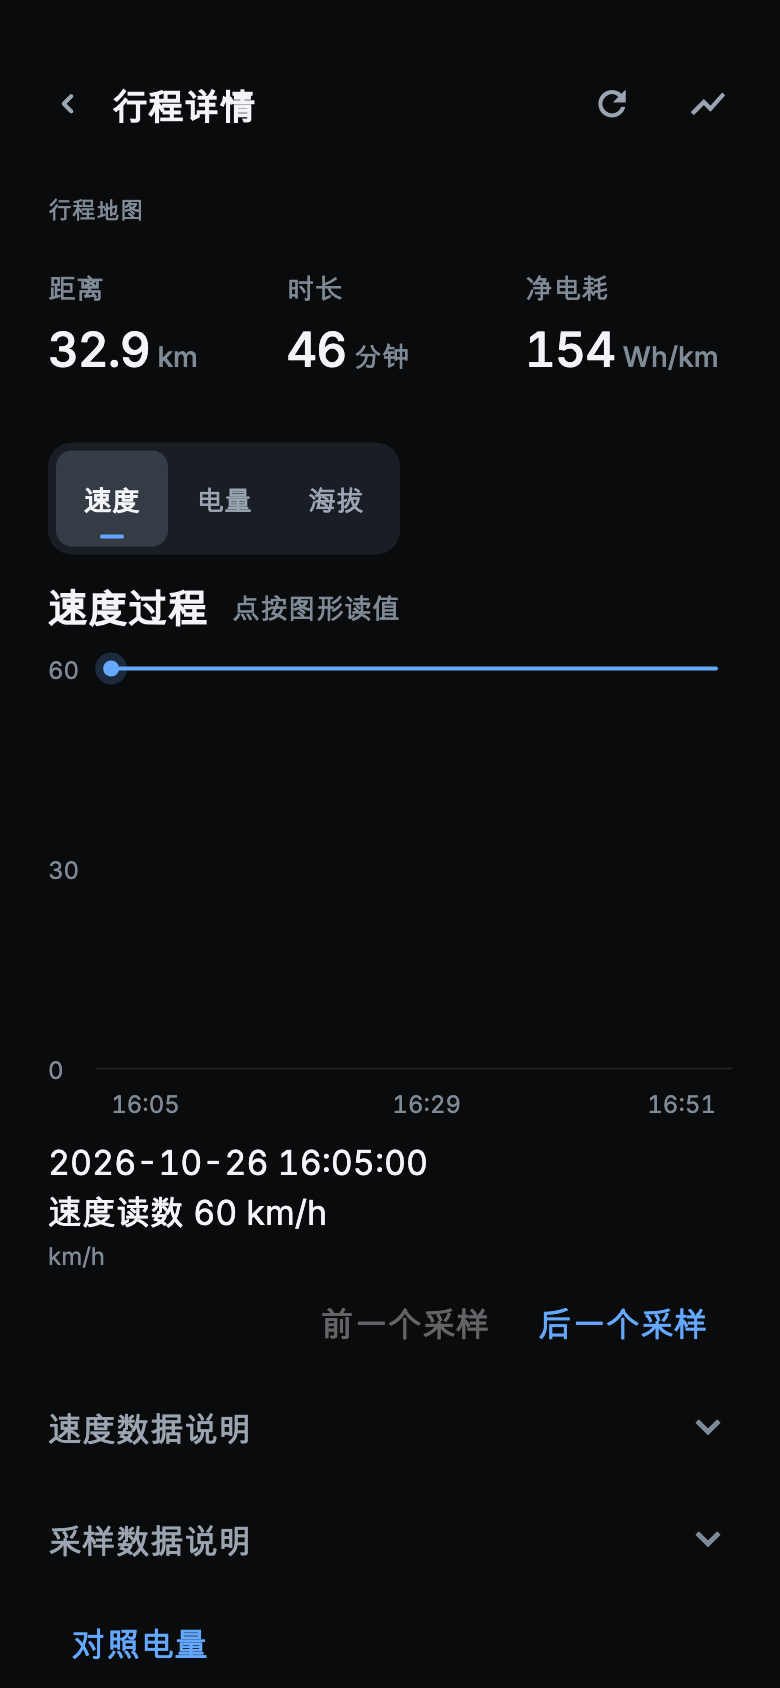 行程详情
行程地图
距离 时长 净电耗
32.9 km 46 分钟 154 Wh/km
速度 电量 海拔
速度过程 点按图形读值
60
30
0
16:05 16:29 16:51
2026-10-26 16:05:00
速度读数 60 km/h
km/h
前一个采样 后一个采样
速度数据说明
采样数据说明
对照电量